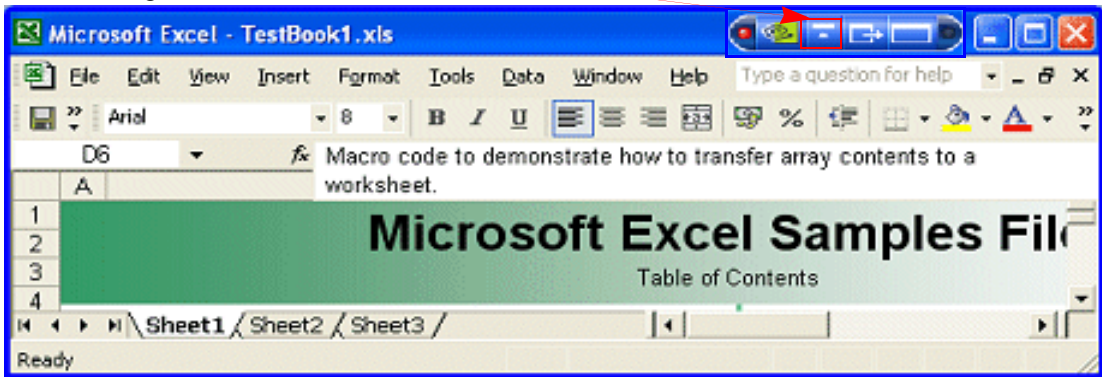 Microsoft Excel - TestBook1.xls
File Edit View Insert Format Tools Data Window Help Type a question for help
Arial 8 B I U % A
D6 fx Macro code to demonstrate how to transfer array contents to a
worksheet.
A
1 Microsoft Excel Samples
2
3 Table of Contents
4
Sheet1 Sheet2 Sheet3
Ready